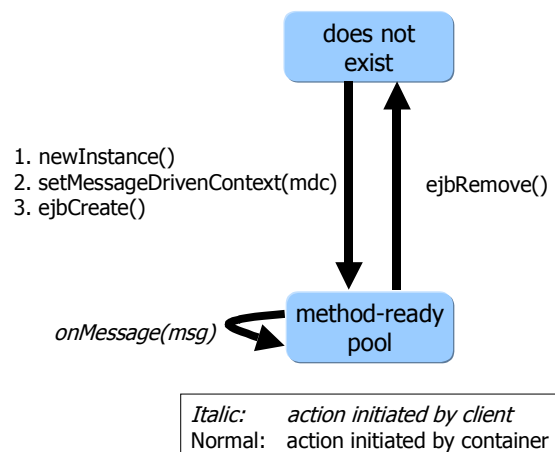 does not
exist
1. newInstance()
2. setMessageDrivenContext(mdc)
3. ejbCreate()
ejbRemove()
onMessage(msg)
method-ready
pool
Italic: action initiated by client
Normal: action initiated by container